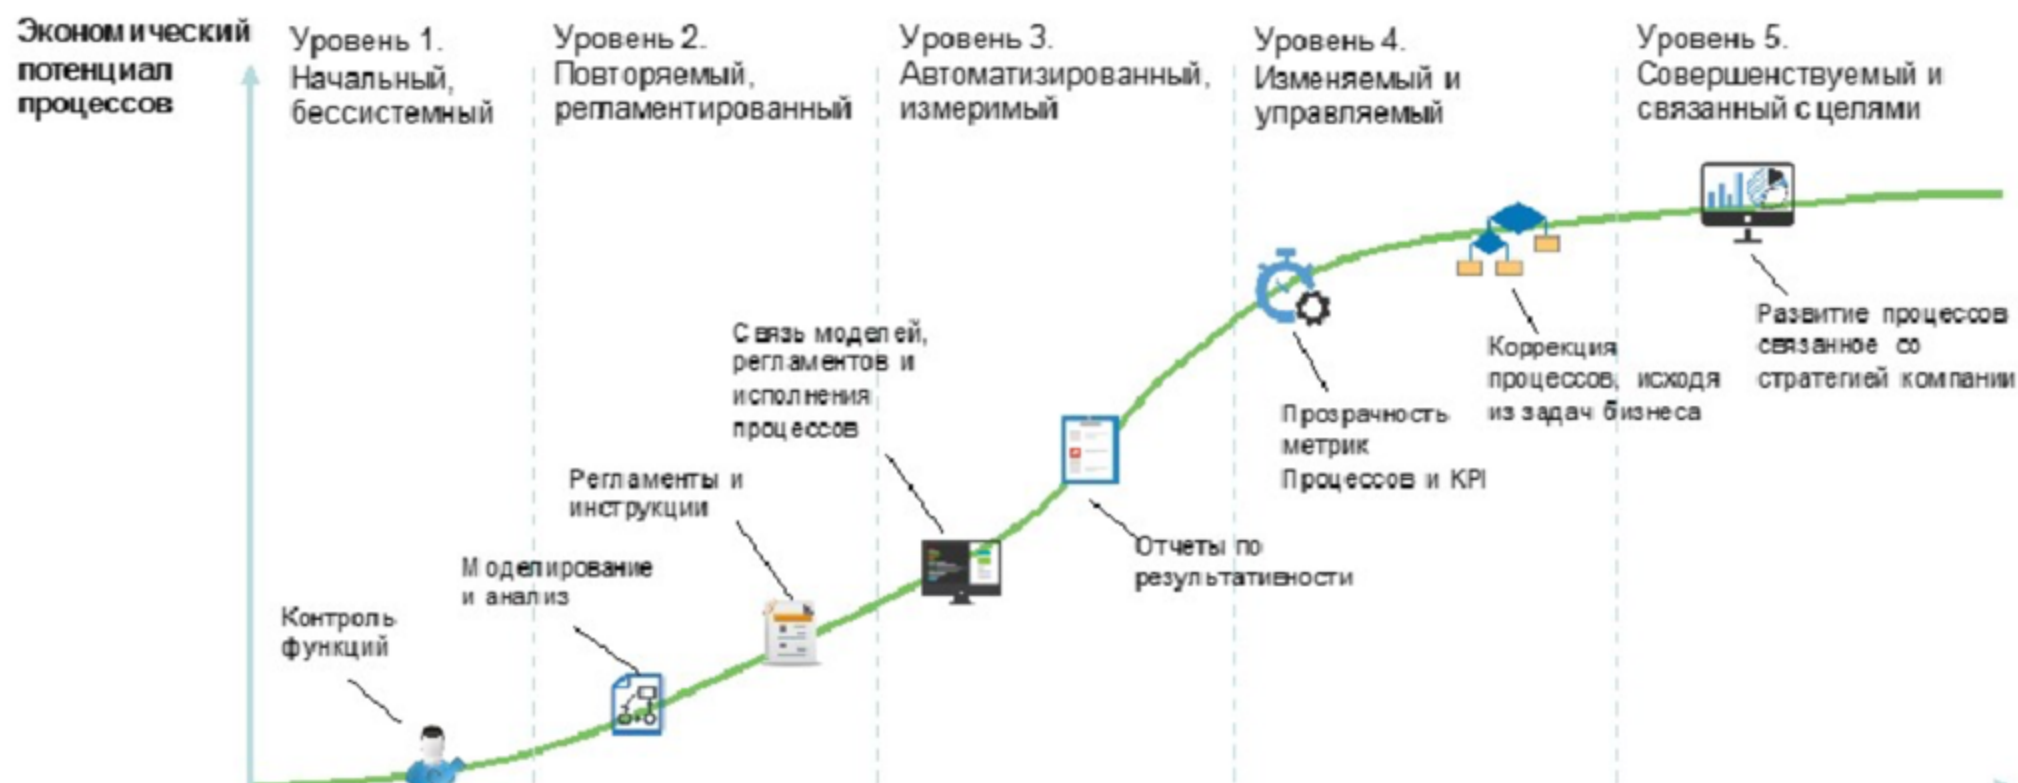 Экономический
потенциал
процессов
Уровень 1.
Начальный,
бессистемный
Уровень 2.
Повторяемый,
регламентированный
Уровень 3.
Автоматизированный,
измеримый
Уровень 4.
Изменяемый и
управляемый
Уровень 5.
Совершенствуемый и
связанный с целями
Контроль
функций
Моделирование
и анализ
Регламенты и
инструкции
Связь моделей,
регламентов и
исполнения
процессов
Отчеты по
результативности
Прозрачность
метрик
Процессов и KPI
Коррекция
процессов, исходя
из задач бизнеса
Развитие процессов
связанное со
стратегией компании